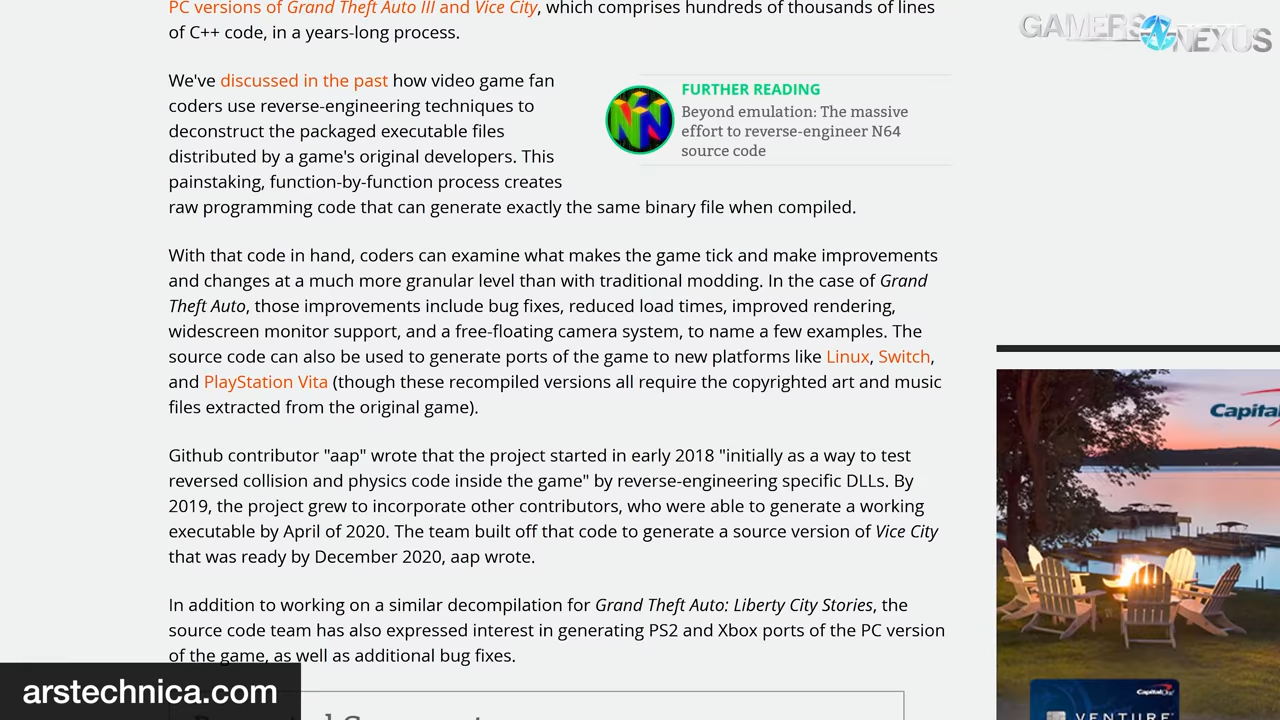 PC versions of Grand Theft Auto III and Vice City, which comprises hundreds of thousands of lines
of C++ code, in a years-long process.
GAMERS NEXUS
We've discussed in the past how video game fan
coders use reverse-engineering techniques to
deconstruct the packaged executable files
distributed by a game's original developers. This
painstaking, function-by-function process creates
raw programming code that can generate exactly the same binary file when compiled.
FURTHER READING
Beyond emulation: The massive
effort to reverse-engineer N64
source code
With that code in hand, coders can examine what makes the game tick and make improvements
and changes at a much more granular level than with traditional modding. In the case of Grand
Theft Auto, those improvements include bug fixes, reduced load times, improved rendering,
widescreen monitor support, and a free-floating camera system, to name a few examples. The
source code can also be used to generate ports of the game to new platforms like Linux, Switch,
and PlayStation Vita (though these recompiled versions all require the copyrighted art and music
files extracted from the original game).
Github contributor "aap" wrote that the project started in early 2018 "initially as a way to test
reversed collision and physics code inside the game" by reverse-engineering specific DLLs. By
2019, the project grew to incorporate other contributors, who were able to generate a working
executable by April of 2020. The team built off that code to generate a source version of Vice City
that was ready by December 2020, aap wrote.
In addition to working on a similar decompilation for Grand Theft Auto: Liberty City Stories, the
source code team has also expressed interest in generating PS2 and Xbox ports of the PC version
of the game, as well as additional bug fixes.
arstechnica.com
Capital
CapitalOne
VENTURE